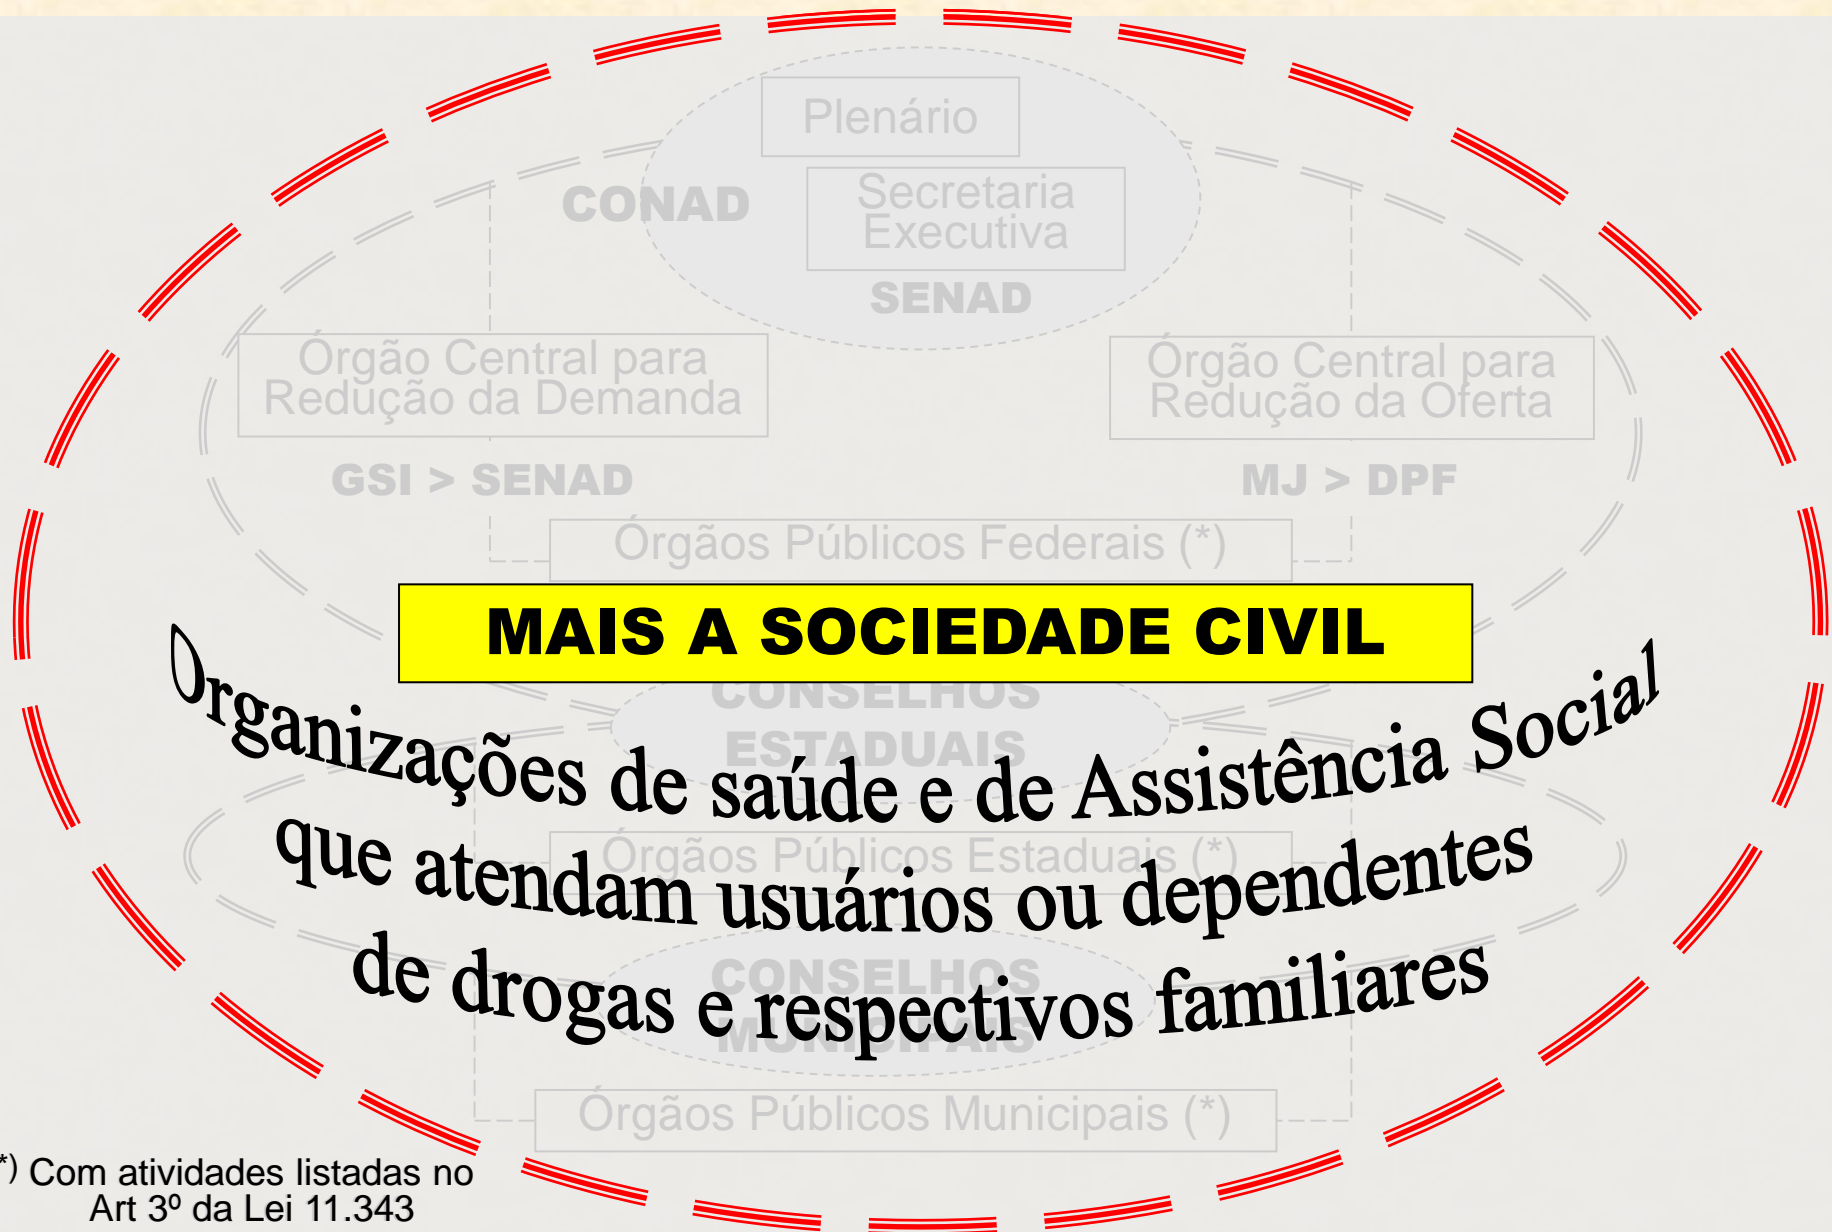 Plenário
CONAD
Secretaria
Executiva
SENAD
Órgão Central para
Redução da Demanda
Órgão Central para
Redução da Oferta
GSI > SENAD
MJ > DPF
Órgãos Públicos Federais (*)
MAIS A SOCIEDADE CIVIL
CONSELHOS
ESTADUAIS
Organizações de saúde e de Assistência Social
Órgãos Públicos Estaduais (*)
que atendam usuários ou dependentes
CONSELHOS
MUNICIPAIS
de drogas e respectivos familiares
Órgãos Públicos Municipais (*)
*) Com atividades listadas no
Art 3º da Lei 11.343